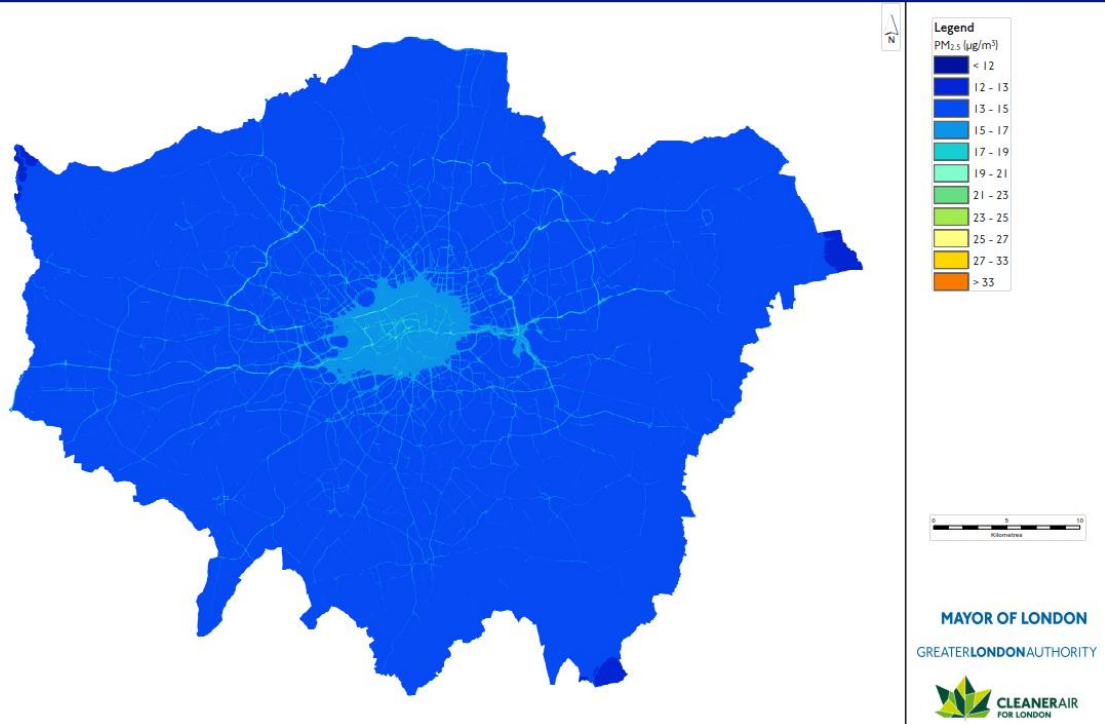 N
Legend
PM2.5 (µg/m³)
< 12
12 - 13
13 - 15
15 - 17
17 - 19
19 - 21
21 - 23
23 - 25
25 - 27
27 - 33
> 33
0 5 10
Kilometres
MAYOR OF LONDON
GREATERLONDONAUTHORITY
CLEANERAIR
FOR LONDON